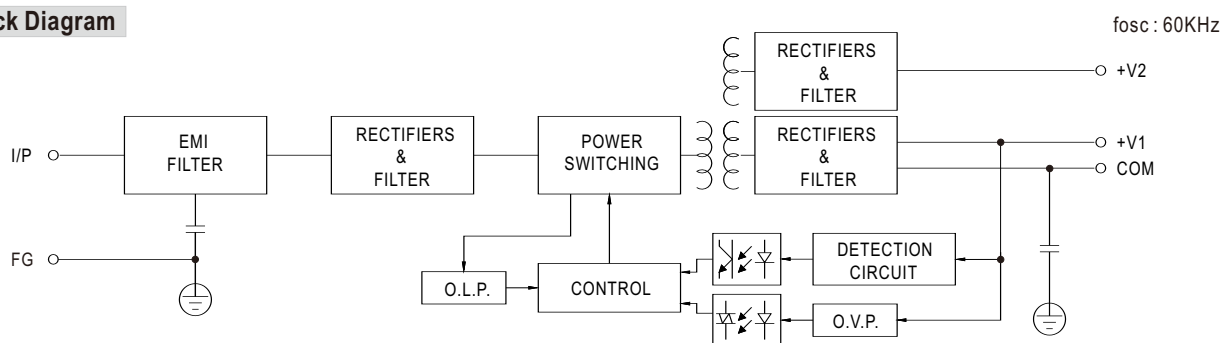 ck Diagram
fosc : 60KHz
RECTIFIERS
&
FILTER
+V2
I/P
EMI
FILTER
RECTIFIERS
&
FILTER
POWER
SWITCHING
RECTIFIERS
&
FILTER
+V1
COM
FG
O.L.P.
CONTROL
DETECTION
CIRCUIT
O.V.P.